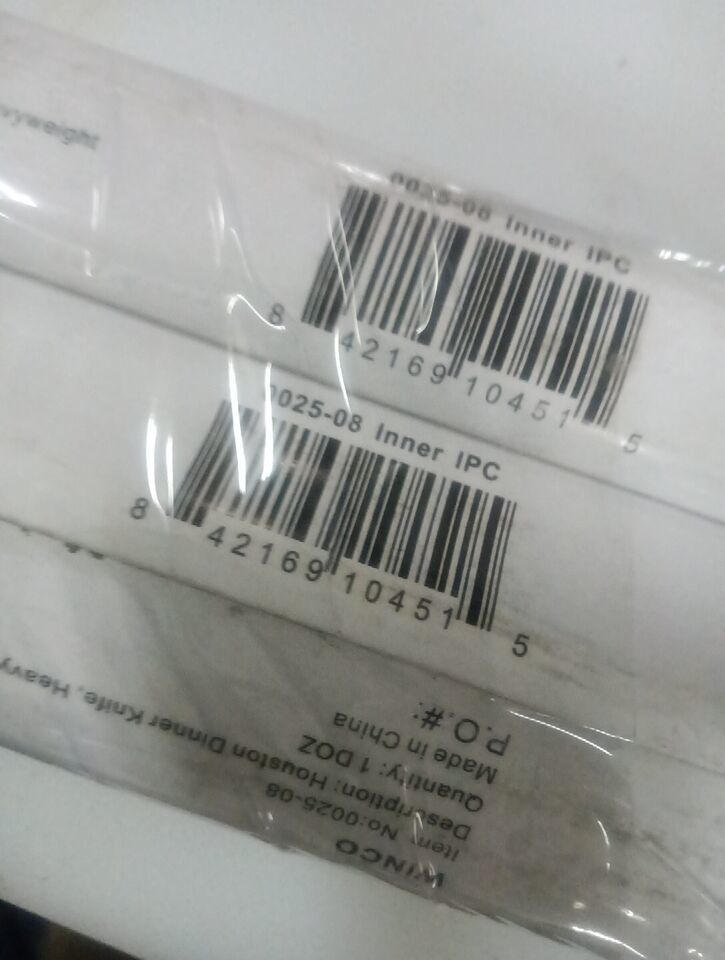 vyweight
0025-08 Inner IPC
8 42169 10451 5
0025-08 Inner IPC
8 42169 10451 5
WINCO
Item No:0025-08
Description: Houston Dinner Knife, Heavy
Quantity: 1 DOZ
Made in China
P.O.#: